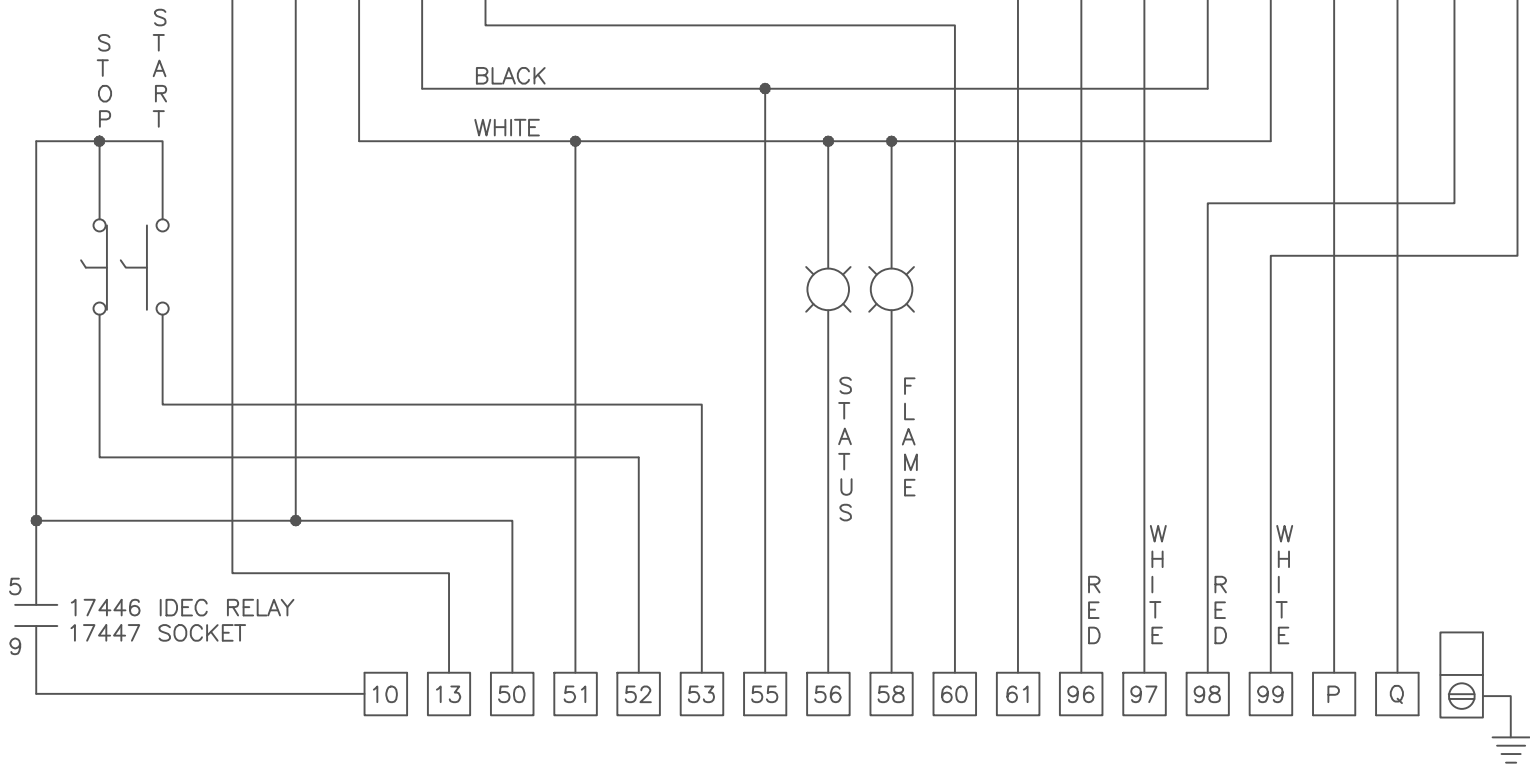 STOP
START
BLACK
WHITE
STATUS
FLAME
RED
WHITE
RED
WHITE
5
17446 IDEC RELAY
17447 SOCKET
9
10 13 50 51 52 53 55 56 58 60 61 96 97 98 99 P Q